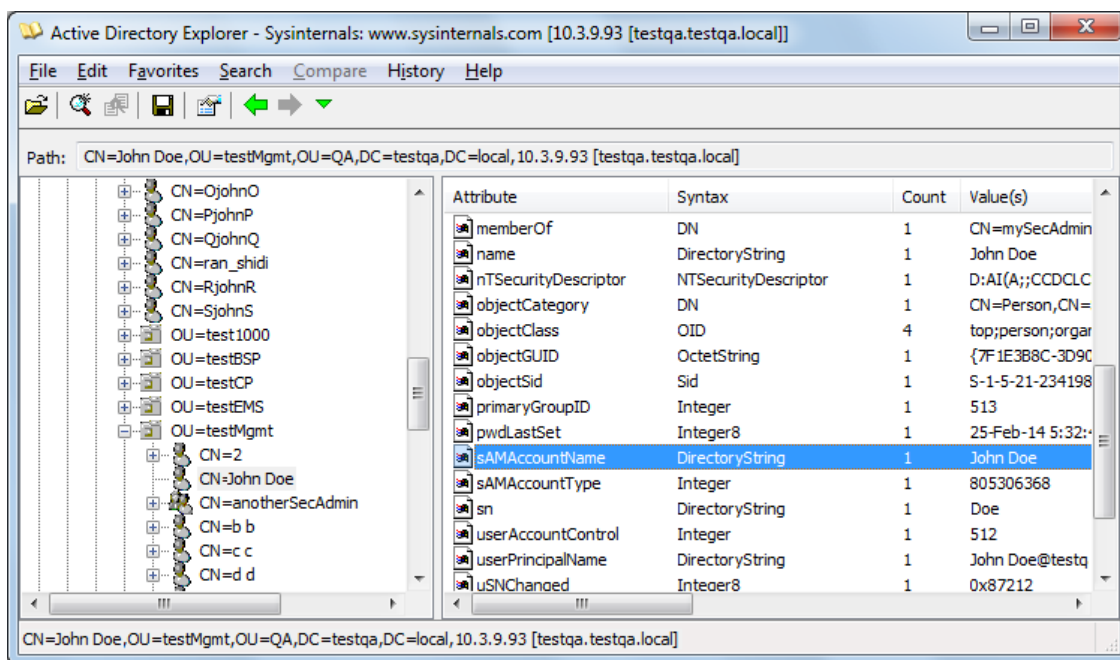 Active Directory Explorer - Sysinternals: www.sysinternals.com [10.3.9.93 [testqa.testqa.local]]
File Edit Favorites Search Compare History Help
Path: CN=John Doe,OU=testMgmt,OU=QA,DC=testqa,DC=local,10.3.9.93 [testqa.testqa.local]
CN=OjohnO
CN=PjohnP
CN=QjohnQ
CN=ran_shidi
CN=RjohnR
CN=SjohnS
OU=test1000
OU=testBSP
OU=testCP
OU=testEMS
OU=testMgmt
CN=2
CN=John Doe
CN=anotherSecAdmin
CN=b b
CN=c c
CN=d d
Attribute Syntax Count Value(s)
memberOf DN 1 CN=mySecAdmin
name DirectoryString 1 John Doe
nTSecurityDescriptor NTSecurityDescriptor 1 D:AI(A;;CCDCLC
objectCategory DN 1 CN=Person,CN=
objectClass OID 4 top;person;organ
objectGUID OctetString 1 {7F1E3B8C-3D90
objectSid Sid 1 S-1-5-21-234198
primaryGroupID Integer 1 513
pwdLastSet Integer8 1 25-Feb-14 5:32:4
sAMAccountName DirectoryString 1 John Doe
sAMAccountType Integer 1 805306368
sn DirectoryString 1 Doe
userAccountControl Integer 1 512
userPrincipalName DirectoryString 1 John Doe@testq
uSNChanged Integer8 1 0x87212
CN=John Doe,OU=testMgmt,OU=QA,DC=testqa,DC=local,10.3.9.93 [testqa.testqa.local]